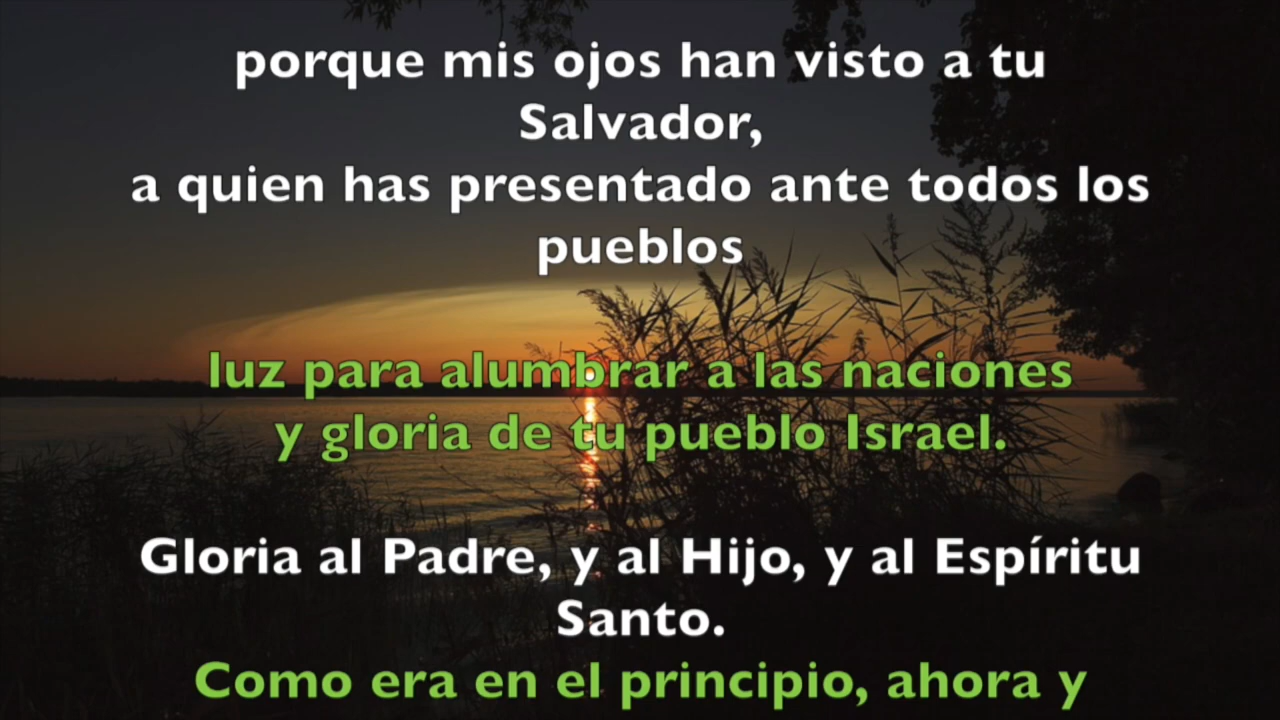 porque mis ojos han visto a tu
Salvador,
a quien has presentado ante todos los
pueblos
luz para alumbrar a las naciones
y gloria de tu pueblo Israel.
Gloria al Padre, y al Hijo, y al Espíritu
Santo.
Como era en el principio, ahora y